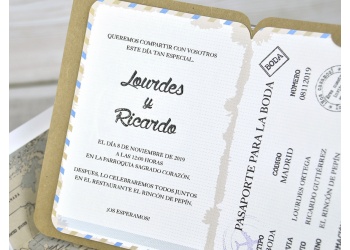 QUEREMOS COMPARTIR CON VOSOTROS
ESTE DÍA TAN ESPECIAL.
Lourdes
y
Ricardo
EL DÍA 8 DE NOVIEMBRE DE 2019
A LAS 12:00 HORAS
EN LA PARROQUIA SAGRADO CORAZÓN.
DESPUÉS, LO CELEBRAREMOS TODOS JUNTOS
EN EL RESTAURANTE, EL RINCÓN DE PEPÍN.
¡OS ESPERAMOS!
PASAPORTE PARA LA BODA
BODA
CÓDIGO
MADRID
NÚMERO
08112019
LOURDES ORTEGA
RICARDO GUTIÉRREZ
RINCÓN DE PEPÍN